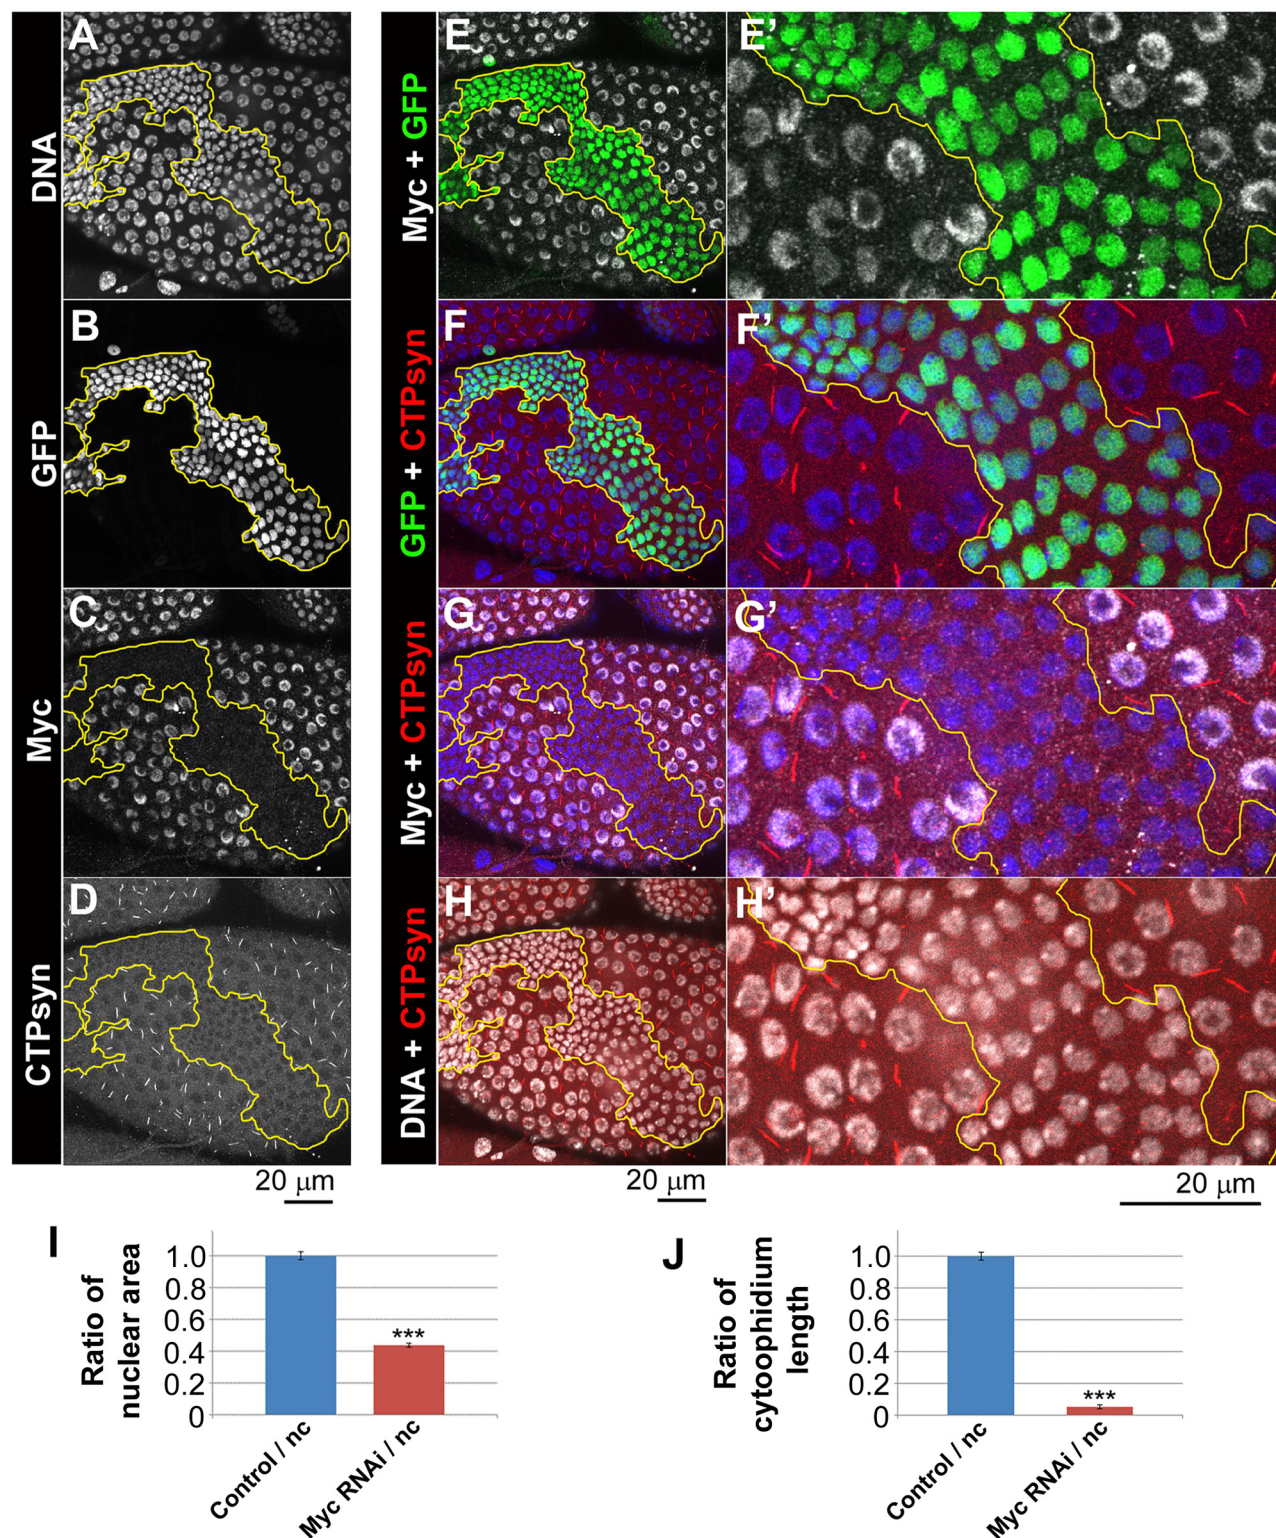 A
DNA
B
GFP
C
Myc
D
CTPsyn
20 μm
E
E'
Myc + GFP
F
F'
GFP + CTPsyn
G
G'
Myc + CTPsyn
H
H'
DNA + CTPsyn
20 μm
20 μm
I
Ratio of
nuclear area
1.0
0.8
0.6
0.4
0.2
0
***
Control / nc
Myc RNAi / nc
J
Ratio of
cytoophidium
length
1.0
0.8
0.6
0.4
0.2
0
***
Control / nc
Myc RNAi / nc